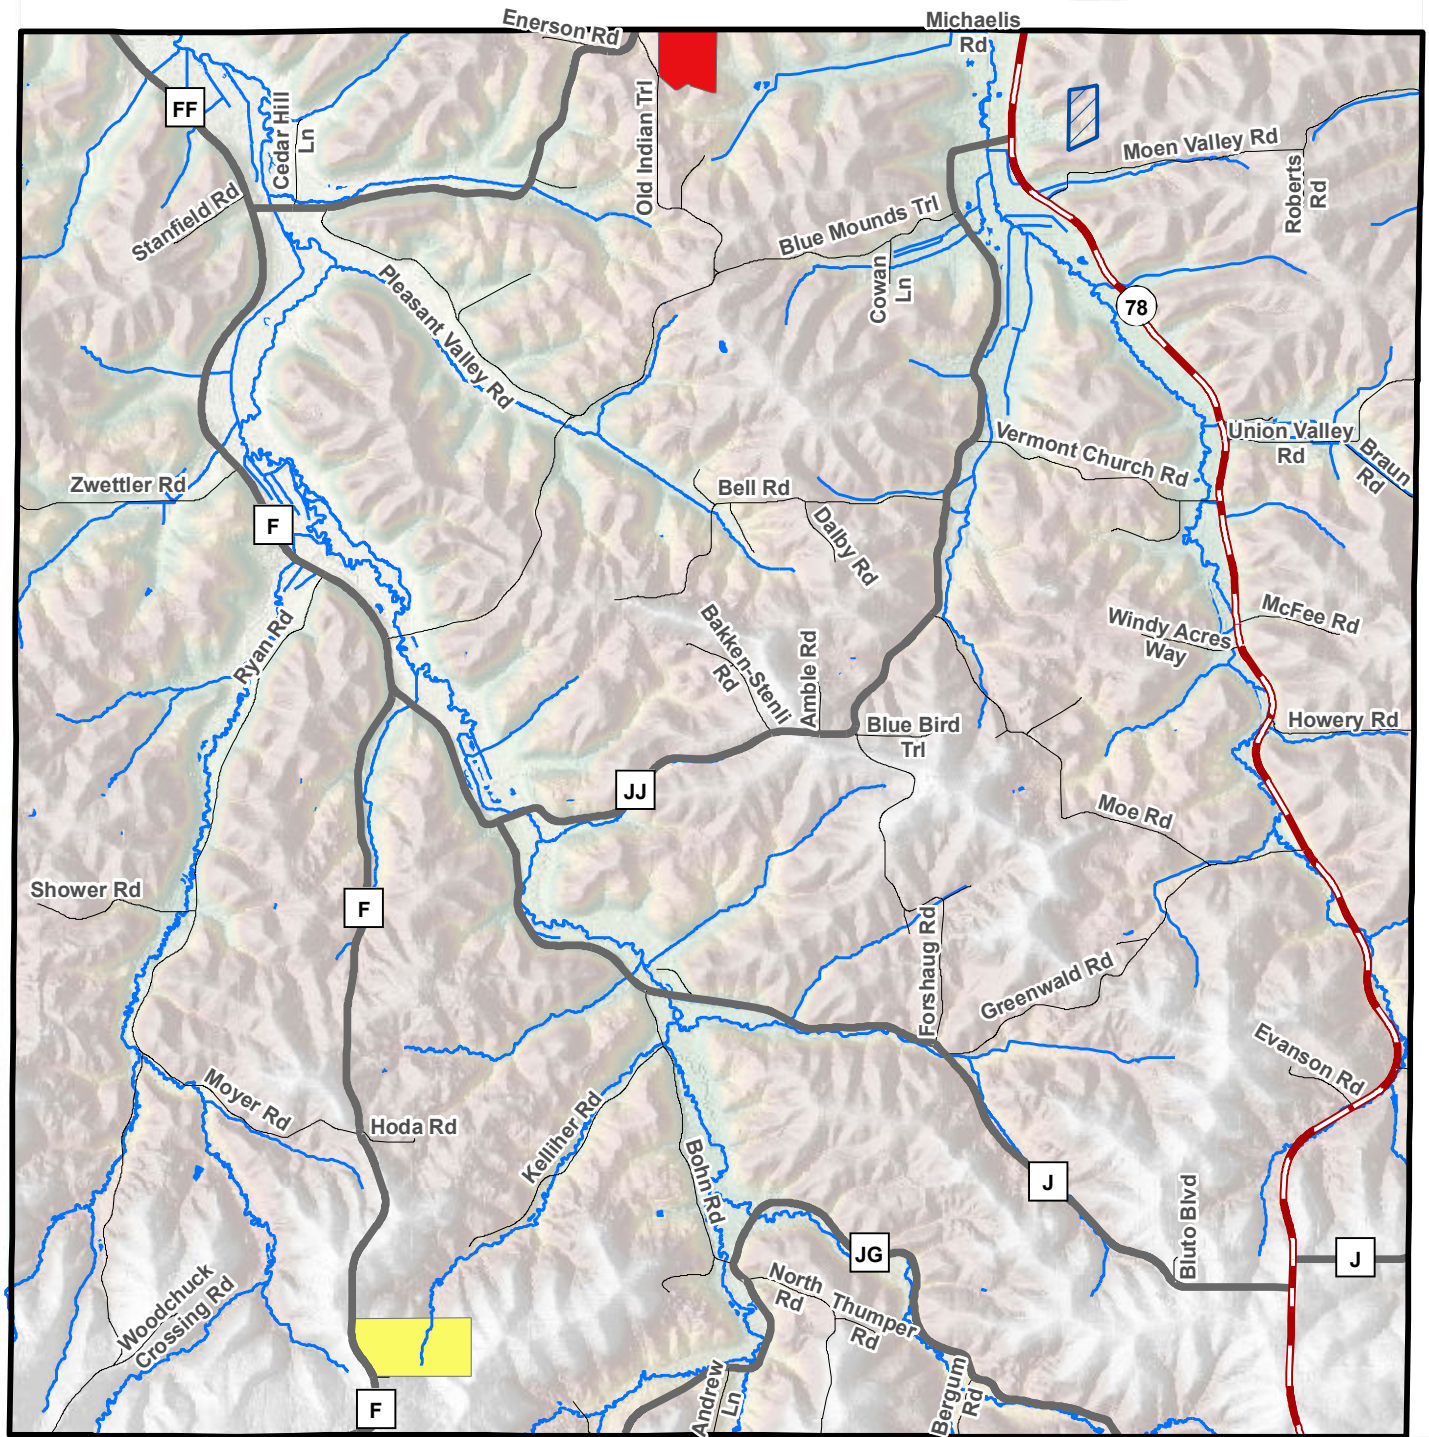 Enerson Rd
Michaelis
Rd
FF
Cedar Hill
Ln
Old Indian Trl
Moen Valley Rd
Roberts
Rd
Stanfield Rd
Blue Mounds Trl
Cowan
Ln
Pleasant Valley Rd
78
Zwettler Rd
F
Bell Rd
Dalby Rd
Vermont Church Rd
Union Valley
Rd
Braun
Rd
Ryan Rd
Bakken-Stenli
Rd
Amble Rd
Blue Bird
Trl
Windy Acres
Way
McFee Rd
Howery Rd
JJ
Moe Rd
Shower Rd
F
Forshaug Rd
Greenwald Rd
Evanson Rd
Moyer Rd
Hoda Rd
Kelliher Rd
Bohn Rd
J
Bluto Blvd
J
JG
North Thumper
Rd
Rd
Woodchuck
Crossing Rd
F
Andrew
Ln
Bergum
Rd